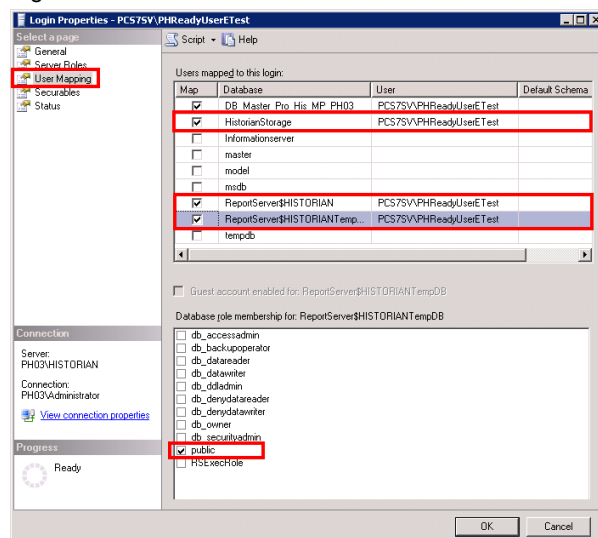 Login Properties - PCS7SV\PHReadyUserETest
Select a page
General
Server Roles
User Mapping
Securables
Status
Script
Help
Users mapped to this login:
Map Database User Default Schema
DB_Master_Pro_His_MP_PH03 PCS7SV\PHReadyUserETest
HistorianStorage PCS7SV\PHReadyUserETest
Informationserver
master
model
msdb
ReportServer$HISTORIAN PCS7SV\PHReadyUserETest
ReportServer$HISTORIANTemp... PCS7SV\PHReadyUserETest
tempdb
Guest account enabled for: ReportServer$HISTORIANTempDB
Database role membership for: ReportServer$HISTORIANTempDB
db_accessadmin
db_backupoperator
db_datareader
db_datawriter
db_ddladmin
db_denydatareader
db_denydatawriter
db_owner
db_securityadmin
public
RSExecRole
Connection
Server:
PH03\HISTORIAN
Connection:
PH03\Administrator
View connection properties
Progress
Ready
OK Cancel